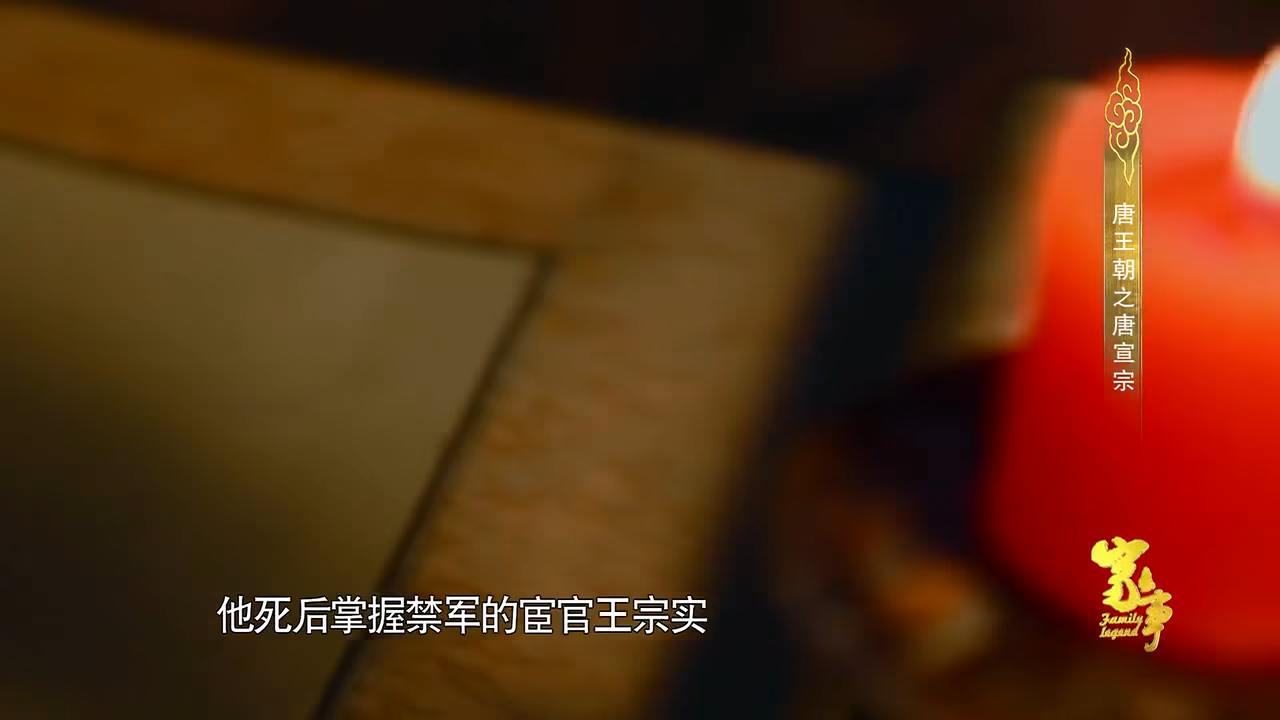 唐王朝之唐宣宗
家事
Family
legend
他死后掌握禁军的宦官王宗实